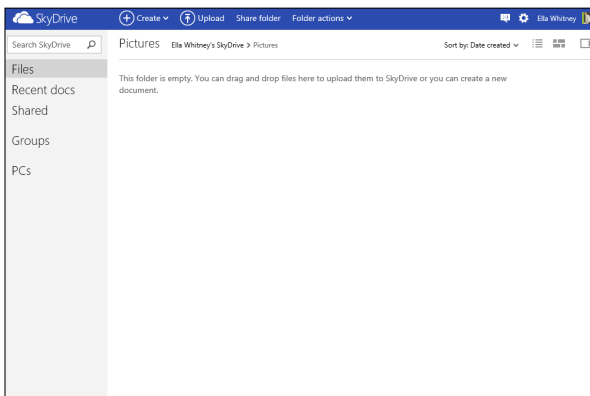 SkyDrive Create Upload Share folder Folder actions Ella Whitney
Search SkyDrive Pictures Ella Whitney's SkyDrive > Pictures Sort by: Date created
Files
This folder is empty. You can drag and drop files here to upload them to SkyDrive or you can create a new
document.
Recent docs
Shared
Groups
PCs